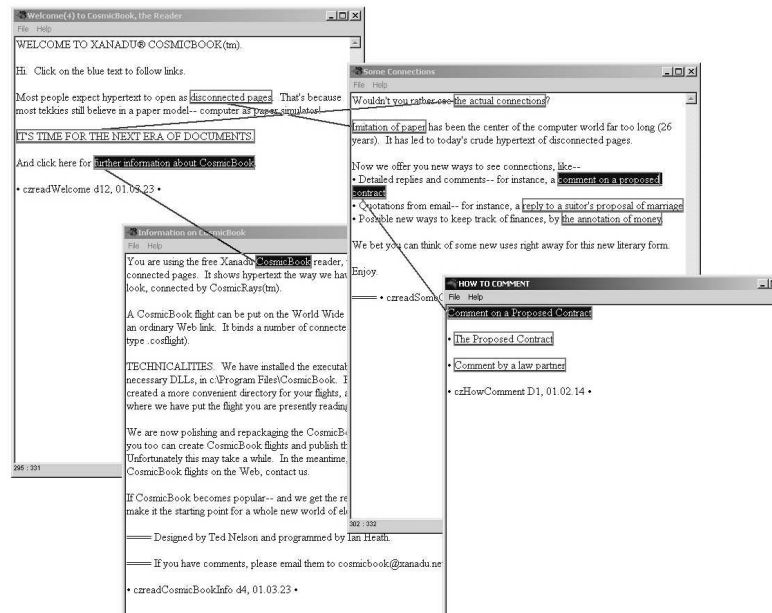 Welcome(4) to CosmicBook, the Reader
File Help
WELCOME TO XANADU® COSMICBOOK(tm).
Hi. Click on the blue text to follow links.
Most people expect hypertext to open as disconnected pages. That's because
most tekkies still believe in a paper model-- computer as paper simulator!
IT'S TIME FOR THE NEXT ERA OF DOCUMENTS.
And click here for further information about CosmicBook
• czreadWelcome d12, 01.03.23 •
295 : 331
Some Connections
File Help
Wouldn't you rather see the actual connections?
Imitation of paper has been the center of the computer world far too long (26
years). It has led to today's crude hypertext of disconnected pages.
Now we offer you new ways to see connections, like--
• Detailed replies and comments-- for instance, a comment on a proposed
contract
• Quotations from email-- for instance, a reply to a suitor's proposal of marriage
• Possible new ways to keep track of finances, by the annotation of money.
We bet you can think of some new uses right away for this new literary form.
Enjoy.
==== • czreadSome
302 : 332
Information on CosmicBook
File Help
You are using the free Xanadu CosmicBook reader,
connected pages. It shows hypertext the way we hav
look, connected by CosmicRays(tm).
A CosmicBook flight can be put on the World Wide
an ordinary Web link. It binds a number of connecte
type .cosflight).
TECHNICALITIES. We have installed the executab
necessary DLLs, in c:\Program Files\CosmicBook.
created a more convenient directory for your flights, a
where we have put the flight you are presently reading
We are now polishing and repackaging the CosmicB
you too can create CosmicBook flights and publish th
Unfortunately this may take a while. In the meantime,
CosmicBook flights on the Web, contact us.
If CosmicBook becomes popular-- and we get the re
make it the starting point for a whole new world of el
==== Designed by Ted Nelson and programmed by Ian Heath.
==== If you have comments, please email them to cosmicbook@xanadu.ne
• czreadCosmicBookInfo d4, 01.03.23 •
HOW TO COMMENT
File Help
Comment on a Proposed Contract
• The Proposed Contract
• Comment by a law partner
• czHowComment D1, 01.02.14 •